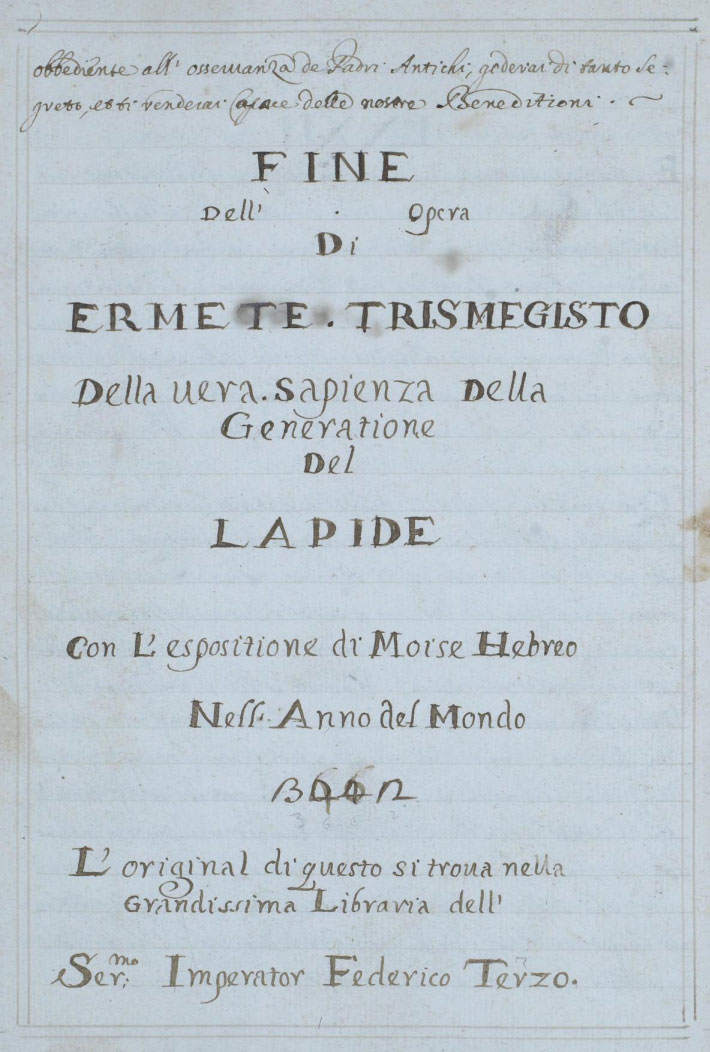 obbediente all' osseruanza de Padri Antichi, goderai di tanto se:
greto, et ti renderai capace delle nostre Beneditioni.
FINE
Dell' . Opera
Di
ERMETE. TRISMEGISTO
Della uera. Sapienza Della
Generatione
Del
LAPIDE
Con L' espositione di Moise Hebreo
Nell. Anno del Mondo
L' original di questo si troua nella
Grandissima Libraria dell'
Ser.mo Imperator Federico Terzo.